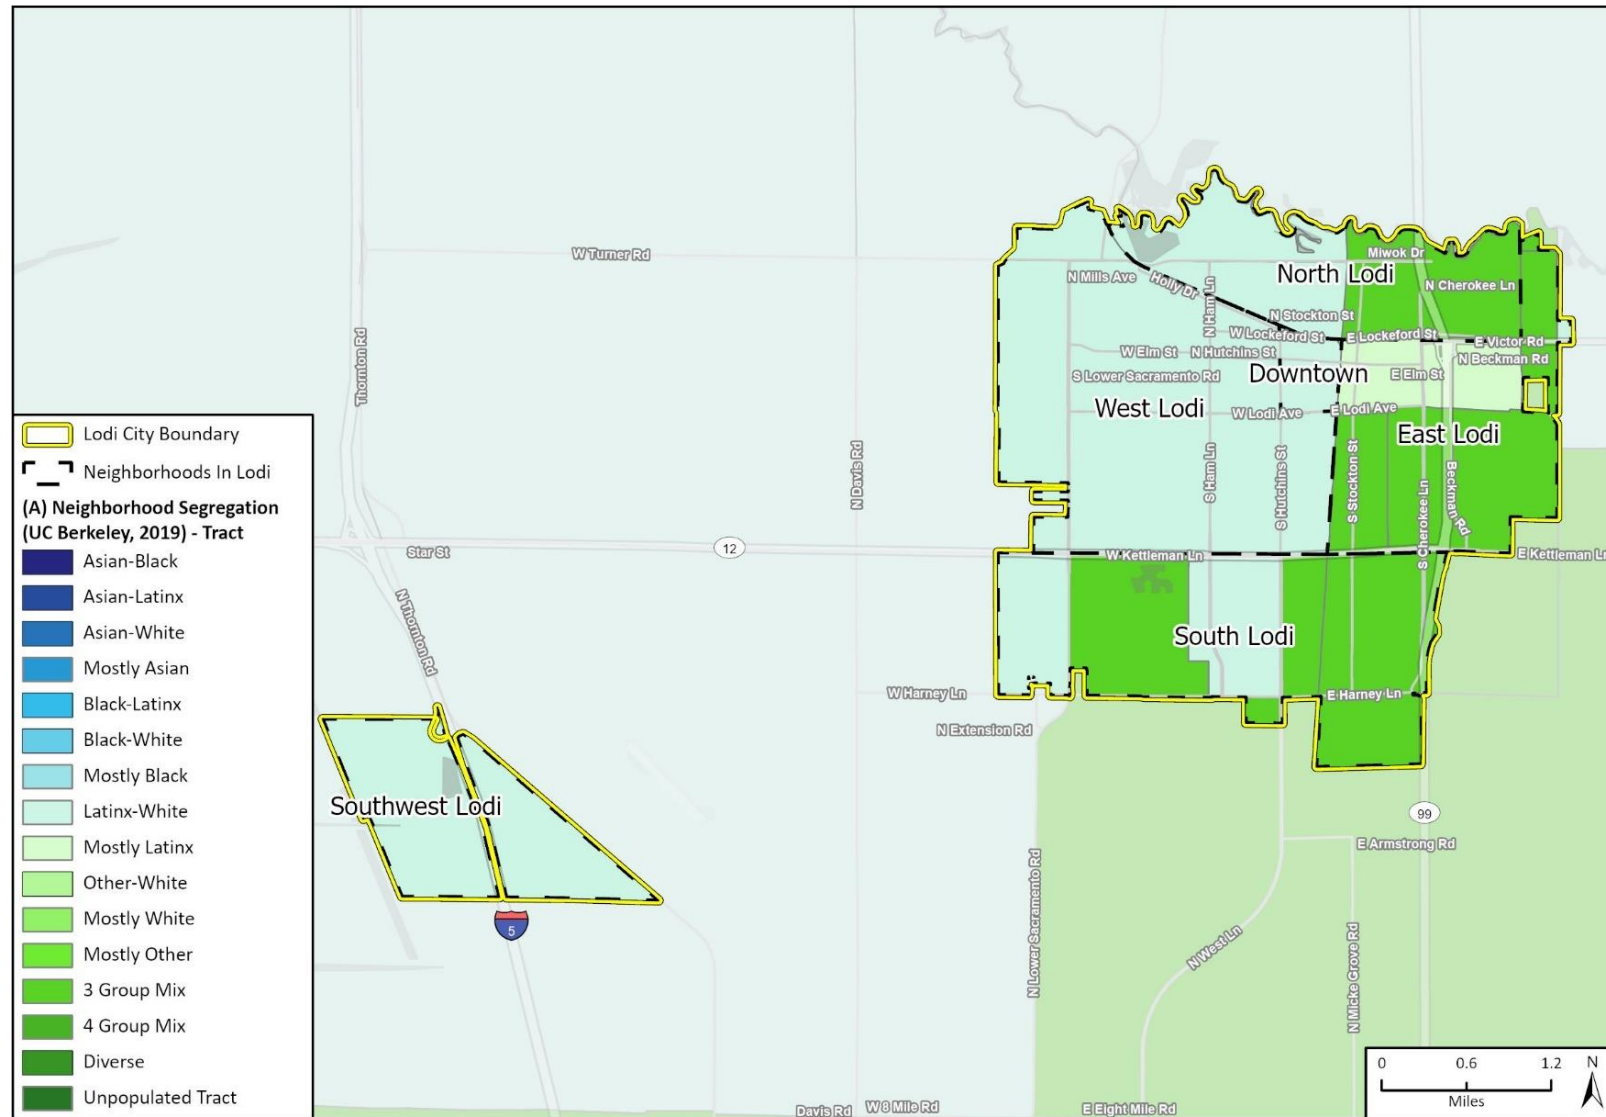 W Turner Rd
Miwok Dr
North Lodi
N Mills Ave
Holly Dr
N Ham Ln
N Cherokee Ln
N Stockton St
W Lockeford St
E Lockeford St
E Victor Rd
N Beckman Rd
W Elm St
N Hutchins St
E Elm St
Downtown
S Lower Sacramento Rd
West Lodi
W Lodi Ave
E Lodi Ave
East Lodi
Thornton Rd
N Davis Rd
S Ham Ln
S Hutchins St
S Stockton St
S Cherokee Ln
Beckman Rd
Star St
12
W Kettleman Ln
E Kettleman Ln
N Thornton Rd
South Lodi
W Harney Ln
E Harney Ln
N Extension Rd
Southwest Lodi
99
E Armstrong Rd
5
N Lower Sacramento Rd
N West Ln
N Micke Grove Rd
Davis Rd
W 8 Mile Rd
E Eight Mile Rd
Lodi City Boundary
Neighborhoods In Lodi
(A) Neighborhood Segregation
(UC Berkeley, 2019) - Tract
Asian-Black
Asian-Latinx
Asian-White
Mostly Asian
Black-Latinx
Black-White
Mostly Black
Latinx-White
Mostly Latinx
Other-White
Mostly White
Mostly Other
3 Group Mix
4 Group Mix
Diverse
Unpopulated Tract
0 0.6 1.2
Miles
N